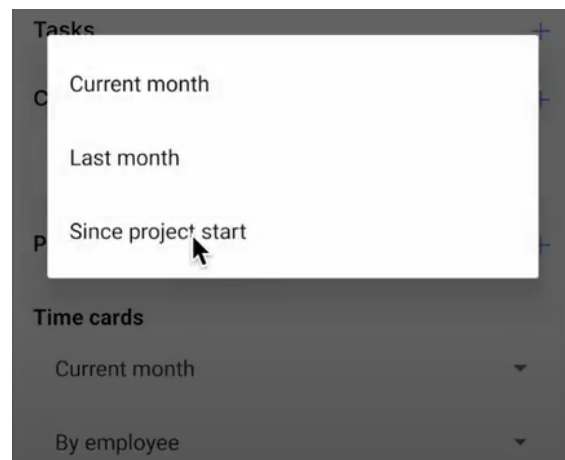 Tasks
Current month
C
Last month
Since project start
P
Time cards
Current month
By employee